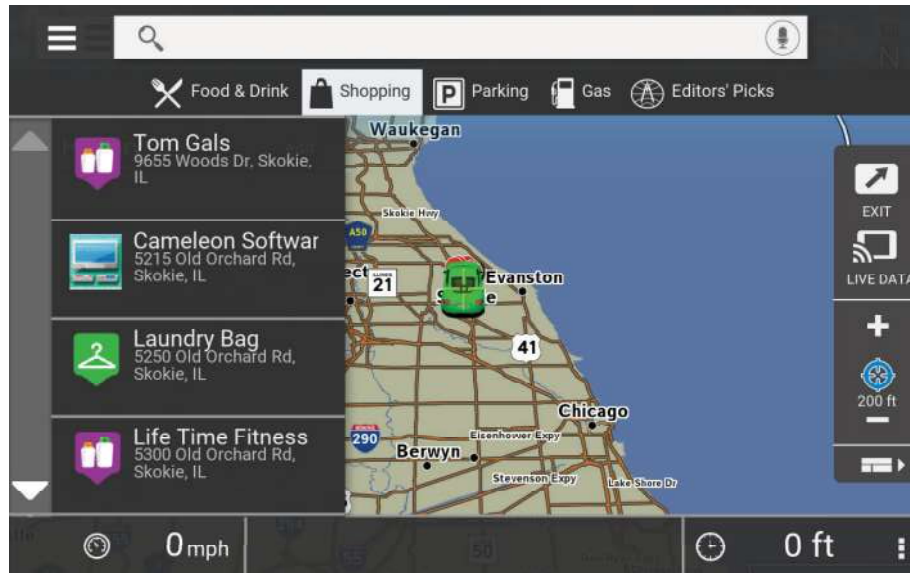 Food & Drink
Shopping
P
Parking
Gas
Editors' Picks
Tom Gals
9655 Woods Dr, Skokie,
IL
Cameleon Softwar
5215 Old Orchard Rd,
Skokie, IL
Laundry Bag
5250 Old Orchard Rd,
Skokie, IL
Life Time Fitness
5300 Old Orchard Rd,
Skokie, IL
Waukegan
Skokie Hwy
A50
21
Evanston
41
Chicago
290
Eisenhower Expy
Berwyn
Stevenson Expy
Lake Shore Dr
EXIT
LIVE DATA
200 ft
0 mph
50
0 ft